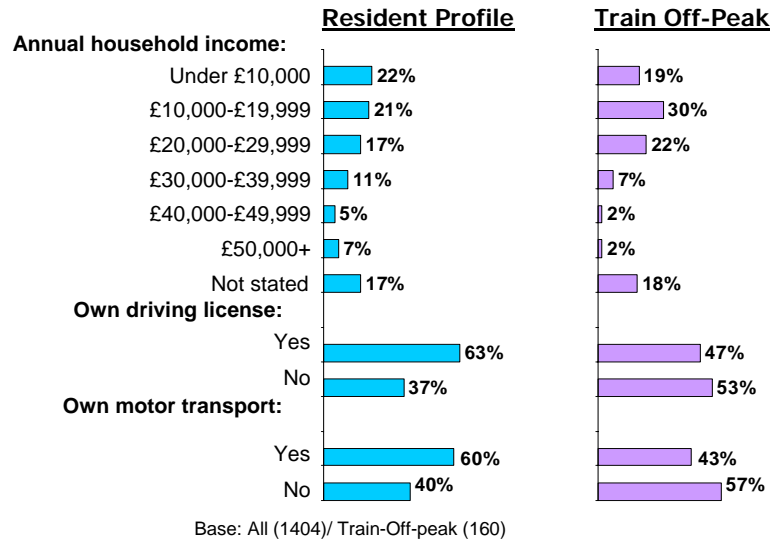 Resident Profile Train Off-Peak
Annual household income:
Under £10,000 22% 19%
£10,000-£19,999 21% 30%
£20,000-£29,999 17% 22%
£30,000-£39,999 11% 7%
£40,000-£49,999 5% 2%
£50,000+ 7% 2%
Not stated 17% 18%
Own driving license:
Yes 63% 47%
No 37% 53%
Own motor transport:
Yes 60% 43%
No 40% 57%
Base: All (1404)/ Train-Off-peak (160)